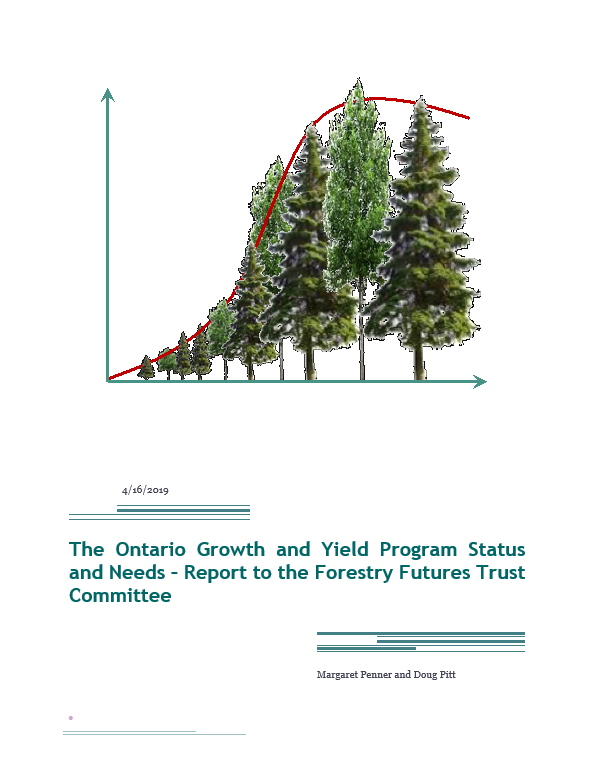 4/16/2019
The Ontario Growth and Yield Program Status
and Needs – Report to the Forestry Futures Trust
Committee
Margaret Penner and Doug Pitt